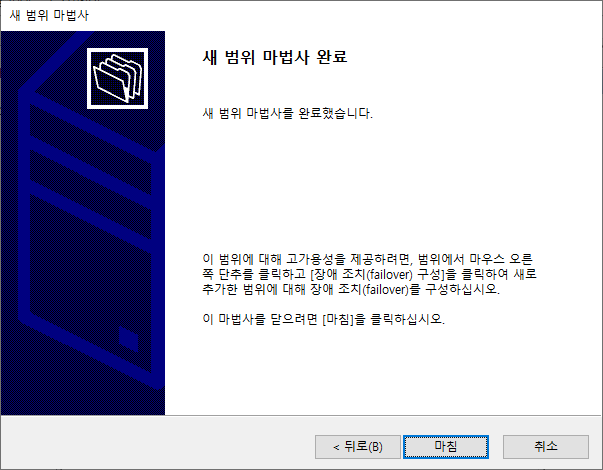 새 범위 마법사
새 범위 마법사 완료
새 범위 마법사를 완료했습니다.
이 범위에 대해 고가용성을 제공하려면, 범위에서 마우스 오른
쪽 단추를 클릭하고 [장애 조치(failover) 구성]을 클릭하여 새로
추가한 범위에 대해 장애 조치(failover)를 구성하십시오.
이 마법사를 닫으려면 [마침]을 클릭하십시오.
< 뒤로(B)
마침
취소